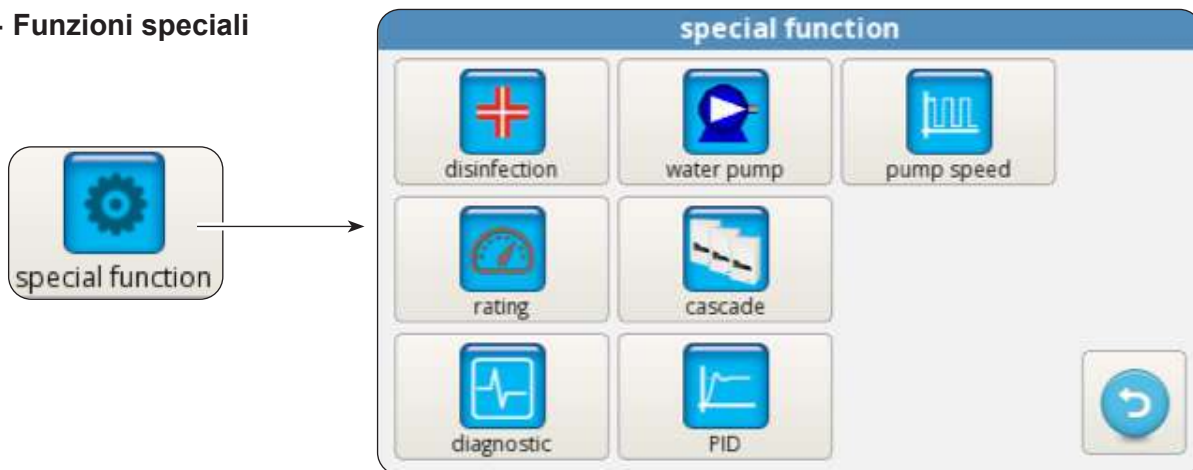 - Funzioni speciali
special function
special function
disinfection
water pump
pump speed
rating
cascade
diagnostic
PID